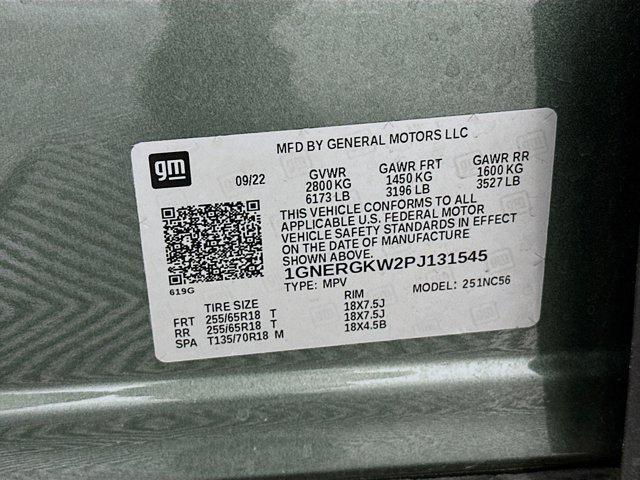 MFD BY GENERAL MOTORS LLC
gm
09/22
GVWR GAWR FRT GAWR RR
2800 KG 1450 KG 1600 KG
6173 LB 3196 LB 3527 LB
THIS VEHICLE CONFORMS TO ALL
APPLICABLE U.S. FEDERAL MOTOR
VEHICLE SAFETY STANDARDS IN EFFECT
ON THE DATE OF MANUFACTURE
SHOWN ABOVE.
619G
1GNERGKW2PJ131545
TYPE: MPV MODEL: 251NC56
TIRE SIZE RIM
FRT 255/65R18 T 18X7.5J
RR 255/65R18 T 18X7.5J
SPA T135/70R18 M 18X4.5B